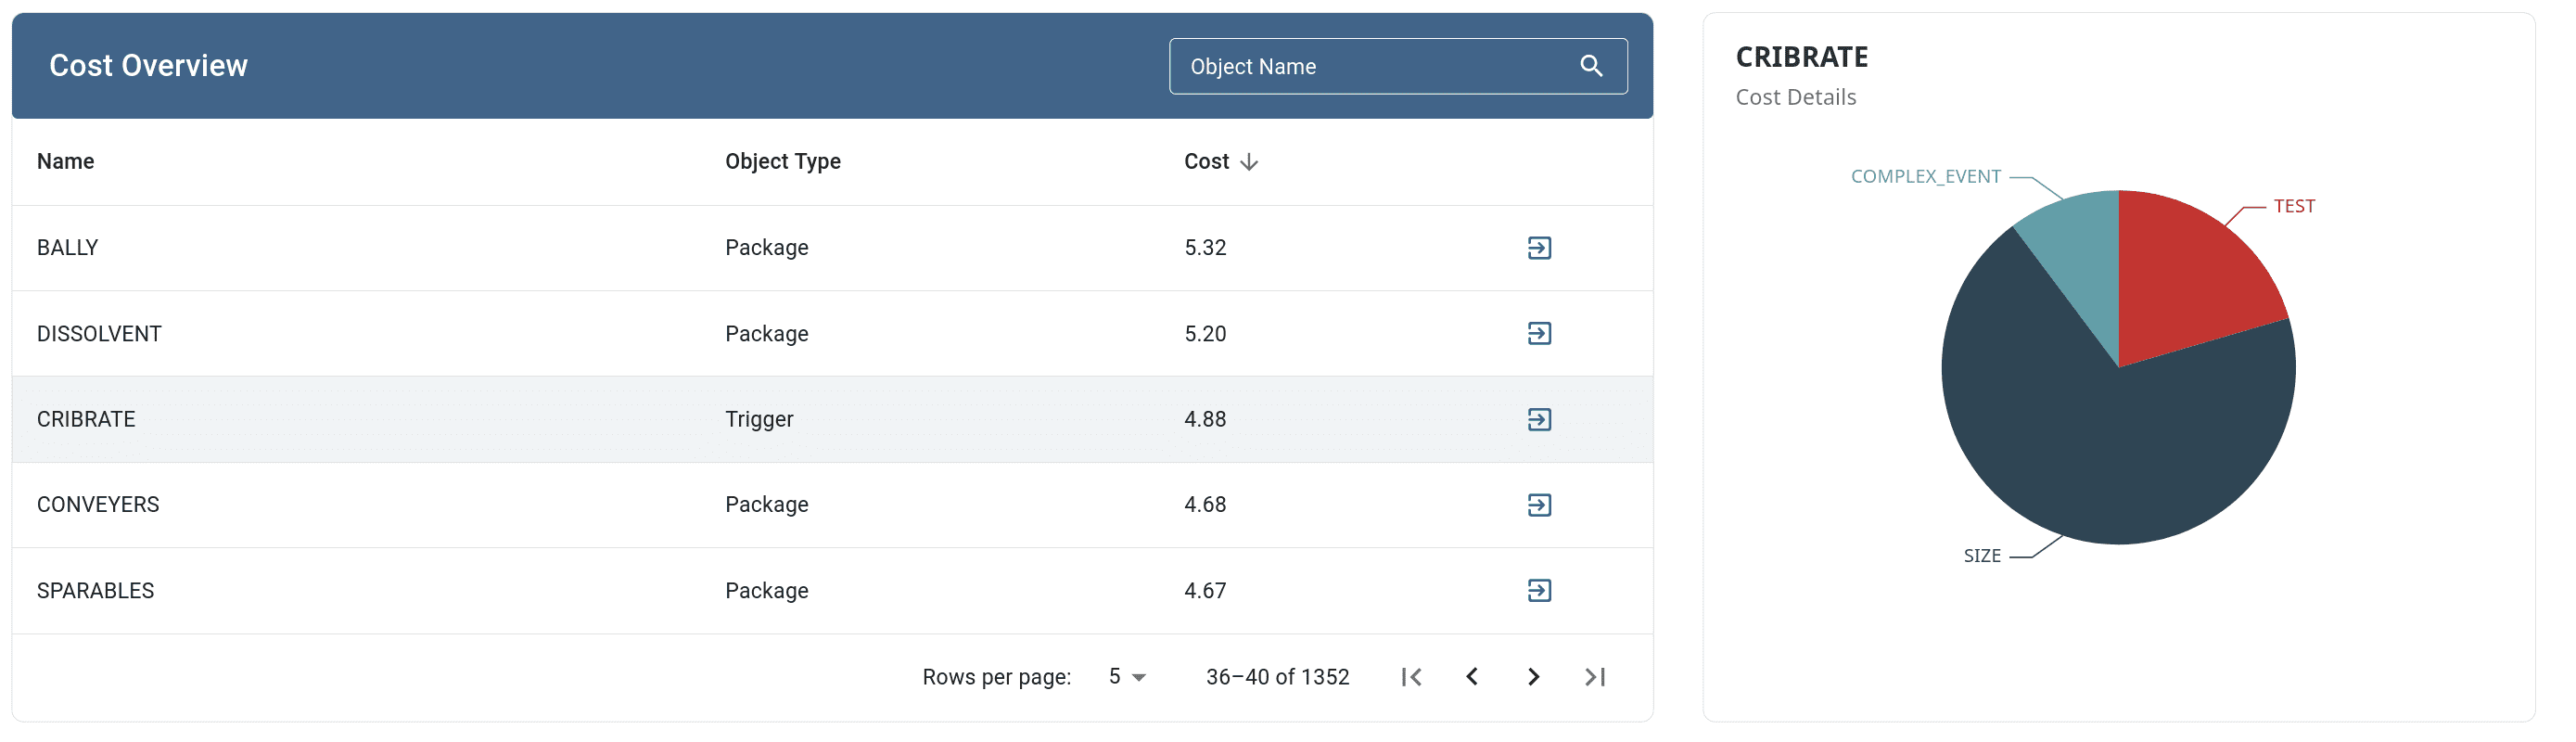 Cost Overview
Object Name
Name Object Type Cost
BALLY Package 5.32
DISSOLVENT Package 5.20
CRIBRATE Trigger 4.88
CONVEYERS Package 4.68
SPARABLES Package 4.67
Rows per page: 5 36–40 of 1352
CRIBRATE
Cost Details
COMPLEX_EVENT
TEST
SIZE